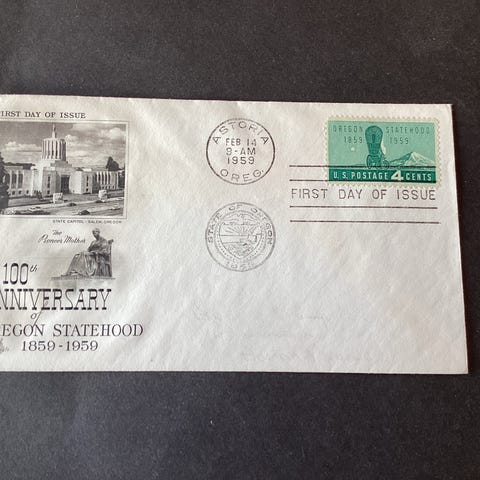 FIRST DAY OF ISSUE
STATE CAPITOL - SALEM, OREGON
The
Pioneer Mother
100th
ANNIVERSARY
of
OREGON STATEHOOD
1859-1959
ASTORIA
FEB 14
9-AM
1959
OREG.
STATE OF OREGON
1859
OREGON STATEHOOD
1859 1959
U.S. POSTAGE 4 CENTS
FIRST DAY OF ISSUE